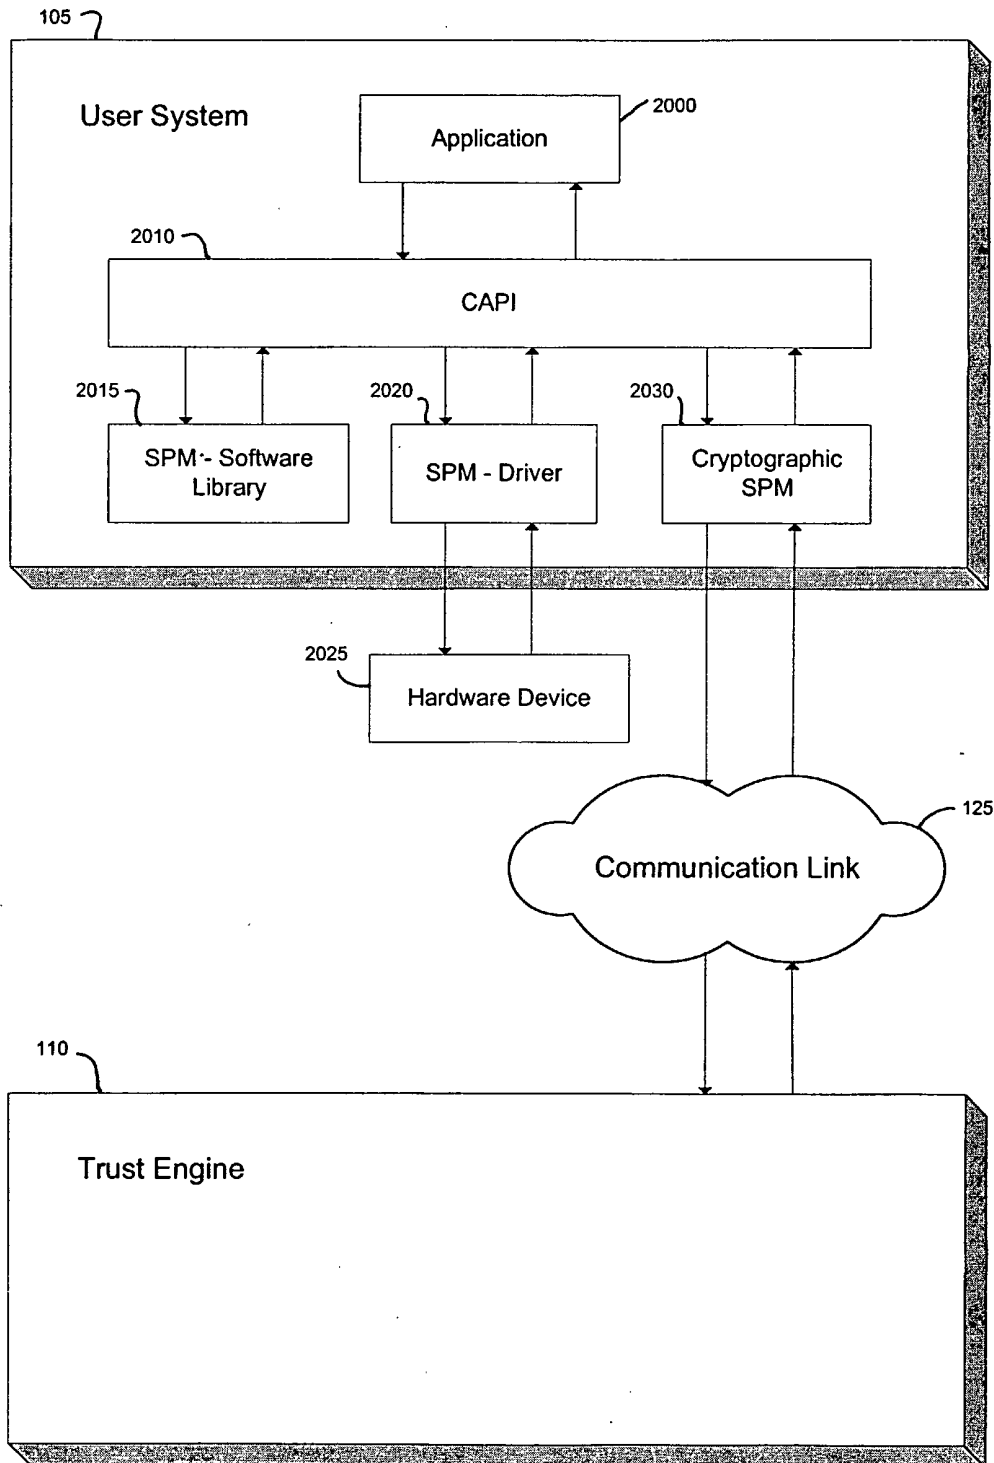 105
User System
2000
Application
2010
CAPI
2015
2020
2030
SPM - Software
Library
SPM - Driver
Cryptographic
SPM
2025
Hardware Device
125
Communication Link
110
Trust Engine